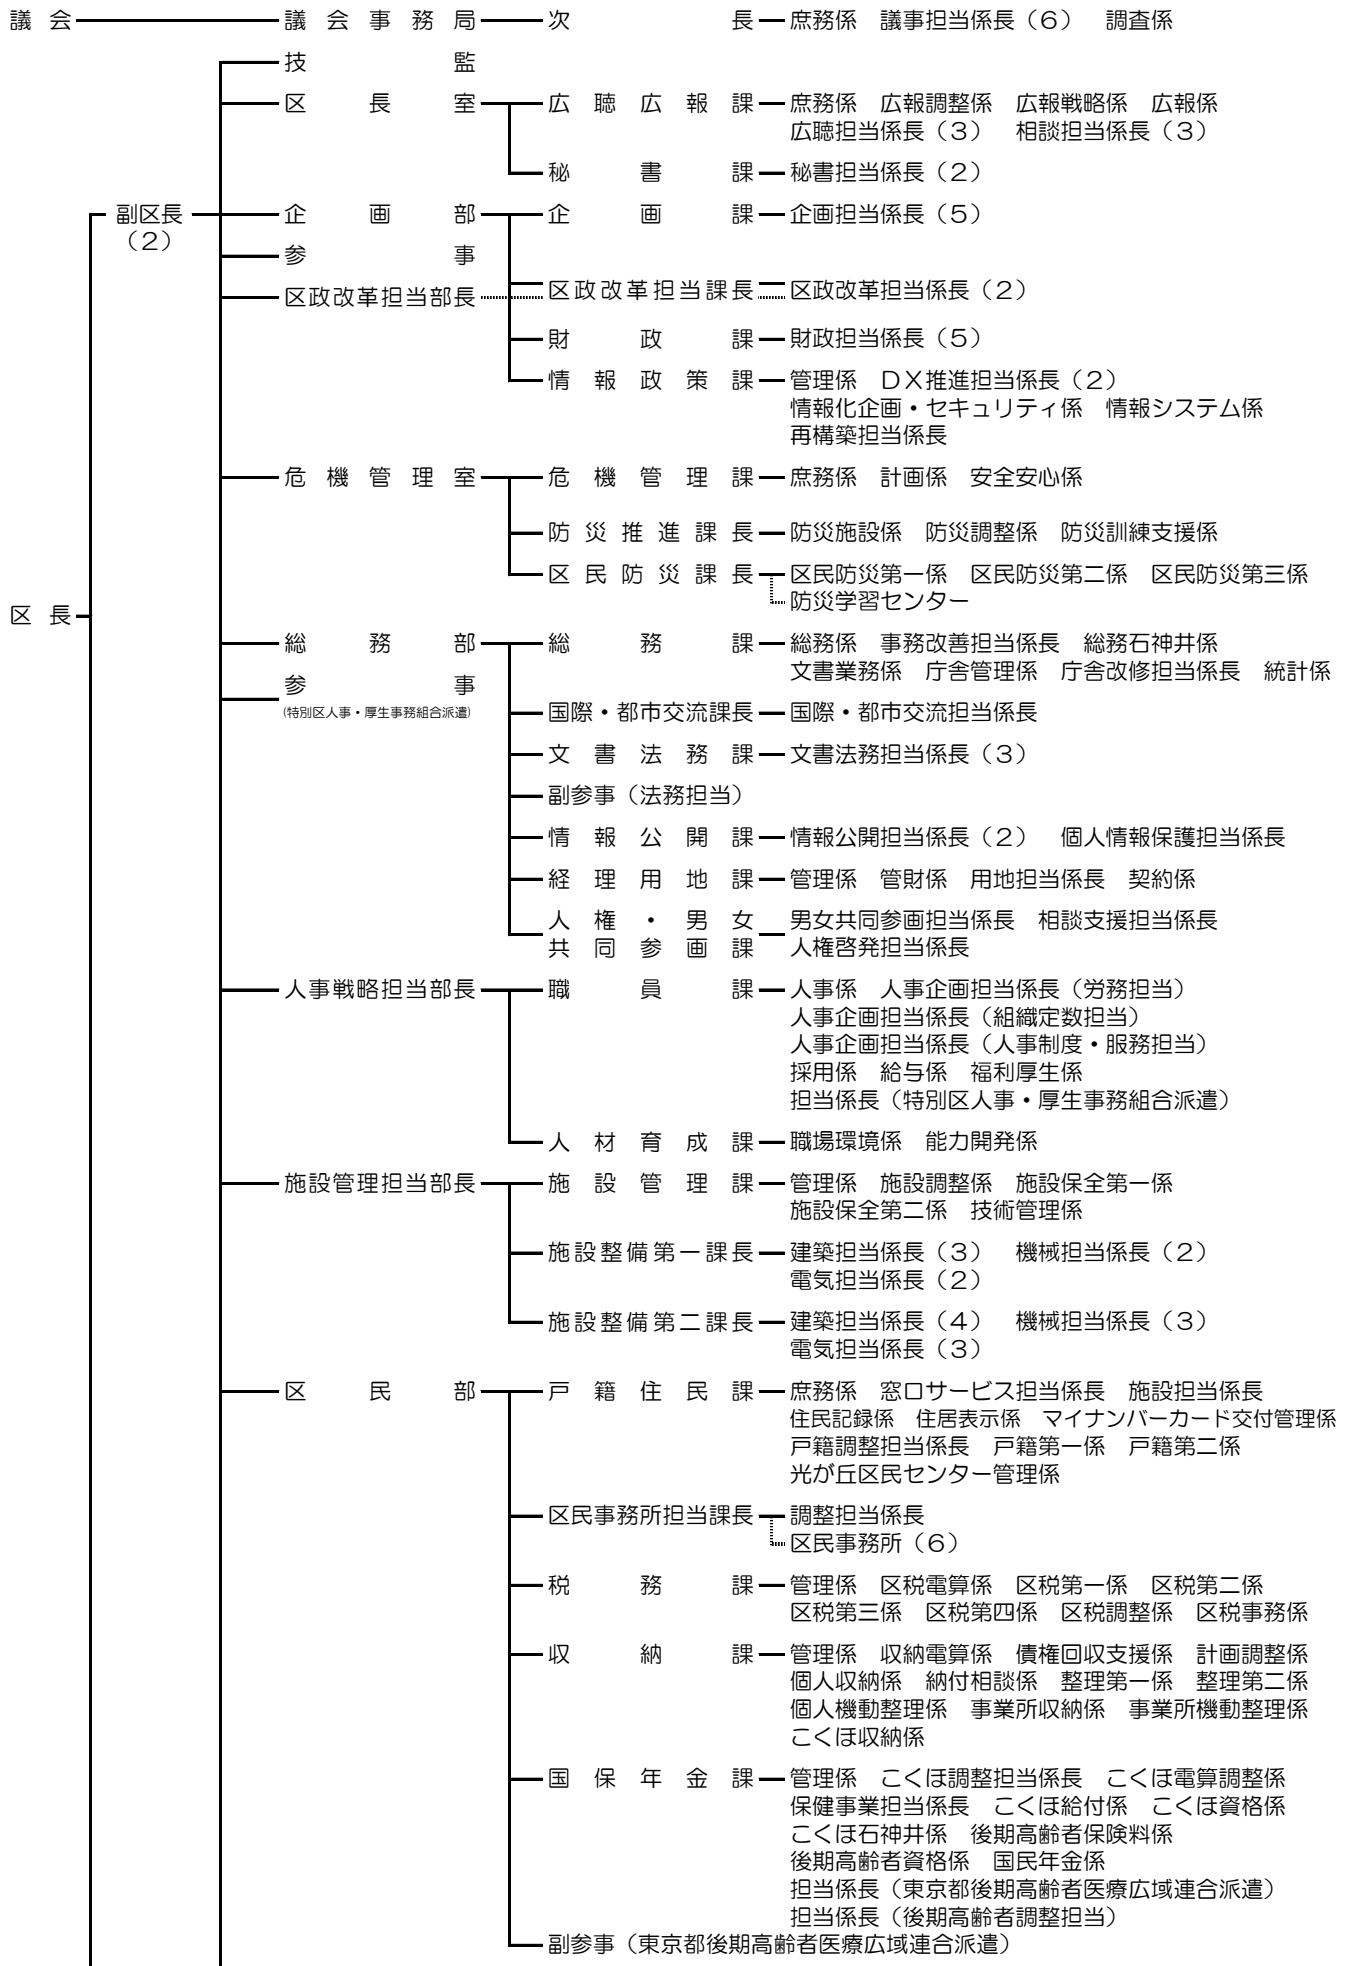 議会 議会事務局 次長 庶務係 議事担当係長（6） 調査係
技監
区長室 広聴広報課 庶務係 広報調整係 広報戦略係 広報係
広聴担当係長（3） 相談担当係長（3）
秘書課 秘書担当係長（2）
副区長 企画部 企画課 企画担当係長（5）
（2）
参事
区政改革担当部長 区政改革担当課長 区政改革担当係長（2）
財政課 財政担当係長（5）
情報政策課 管理係 DX推進担当係長（2）
情報化企画・セキュリティ係 情報システム係
再構築担当係長
危機管理室 危機管理課 庶務係 計画係 安全安心係
防災推進課長 防災施設係 防災調整係 防災訓練支援係
区民防災課長 区民防災第一係 区民防災第二係 区民防災第三係
防災学習センター
区長
総務部 総務課 総務係 事務改善担当係長 総務石神井係
文書業務係 庁舎管理係 庁舎改修担当係長 統計係
参事
(特別区人事・厚生事務組合派遣)
国際・都市交流課長 国際・都市交流担当係長
文書法務課 文書法務担当係長（3）
副参事（法務担当）
情報公開課 情報公開担当係長（2） 個人情報保護担当係長
経理用地課 管理係 管財係 用地担当係長 契約係
人権・男女 男女共同参画担当係長 相談支援担当係長
共同参画課 人権啓発担当係長
人事戦略担当部長 職員課 人事係 人事企画担当係長（労務担当）
人事企画担当係長（組織定数担当）
人事企画担当係長（人事制度・服務担当）
採用係 給与係 福利厚生係
担当係長（特別区人事・厚生事務組合派遣）
人材育成課 職場環境係 能力開発係
施設管理担当部長 施設管理課 管理係 施設調整係 施設保全第一係
施設保全第二係 技術管理係
施設整備第一課長 建築担当係長（3） 機械担当係長（2）
電気担当係長（2）
施設整備第二課長 建築担当係長（4） 機械担当係長（3）
電気担当係長（3）
区民部 戸籍住民課 庶務係 窓口サービス担当係長 施設担当係長
住民記録係 住居表示係 マイナンバーカード交付管理係
戸籍調整担当係長 戸籍第一係 戸籍第二係
光が丘区民センター管理係
区民事務所担当課長 調整担当係長
区民事務所（6）
税務課 管理係 区税電算係 区税第一係 区税第二係
区税第三係 区税第四係 区税調整係 区税事務係
収納課 管理係 収納電算係 債権回収支援係 計画調整係
個人収納係 納付相談係 整理第一係 整理第二係
個人機動整理係 事業所収納係 事業所機動整理係
こくほ収納係
国保年金課 管理係 こくほ調整担当係長 こくほ電算調整係
保健事業担当係長 こくほ給付係 こくほ資格係
こくほ石神井係 後期高齢者保険料係
後期高齢者資格係 国民年金係
担当係長（東京都後期高齢者医療広域連合派遣）
担当係長（後期高齢者調整担当）
副参事（東京都後期高齢者医療広域連合派遣）